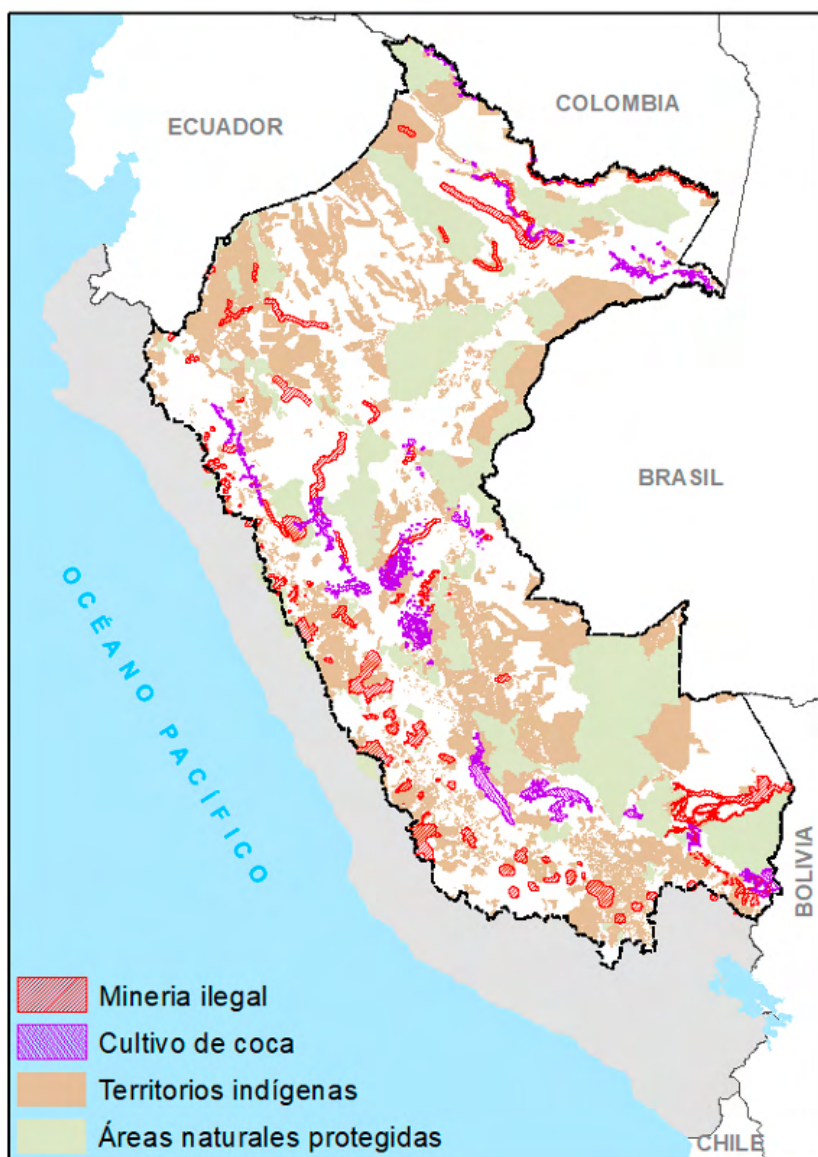 COLOMBIA
ECUADOR
BRASIL
OCÉANO PACÍFICO
BOLIVIA
Mineria ilegal
Cultivo de coca
Territorios indígenas
Áreas naturales protegidas
CHILE